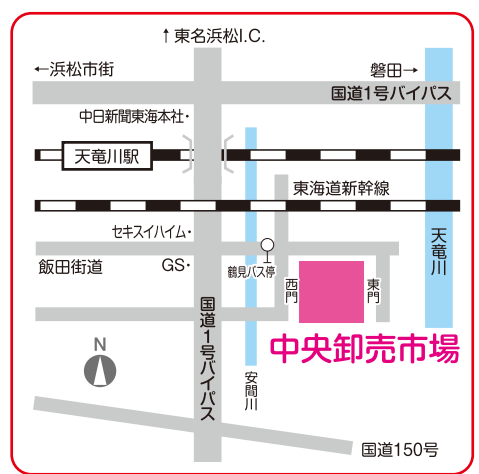 ↑東名浜松I.C.
←浜松市街
磐田→
国道1号バイパス
中日新聞東海本社
天竜川駅
東海道新幹線
セキスイハイム
天竜川
飯田街道
GS
鶴見バス停
西門
東門
国道1号バイパス
中央卸売市場
N
安間川
国道150号